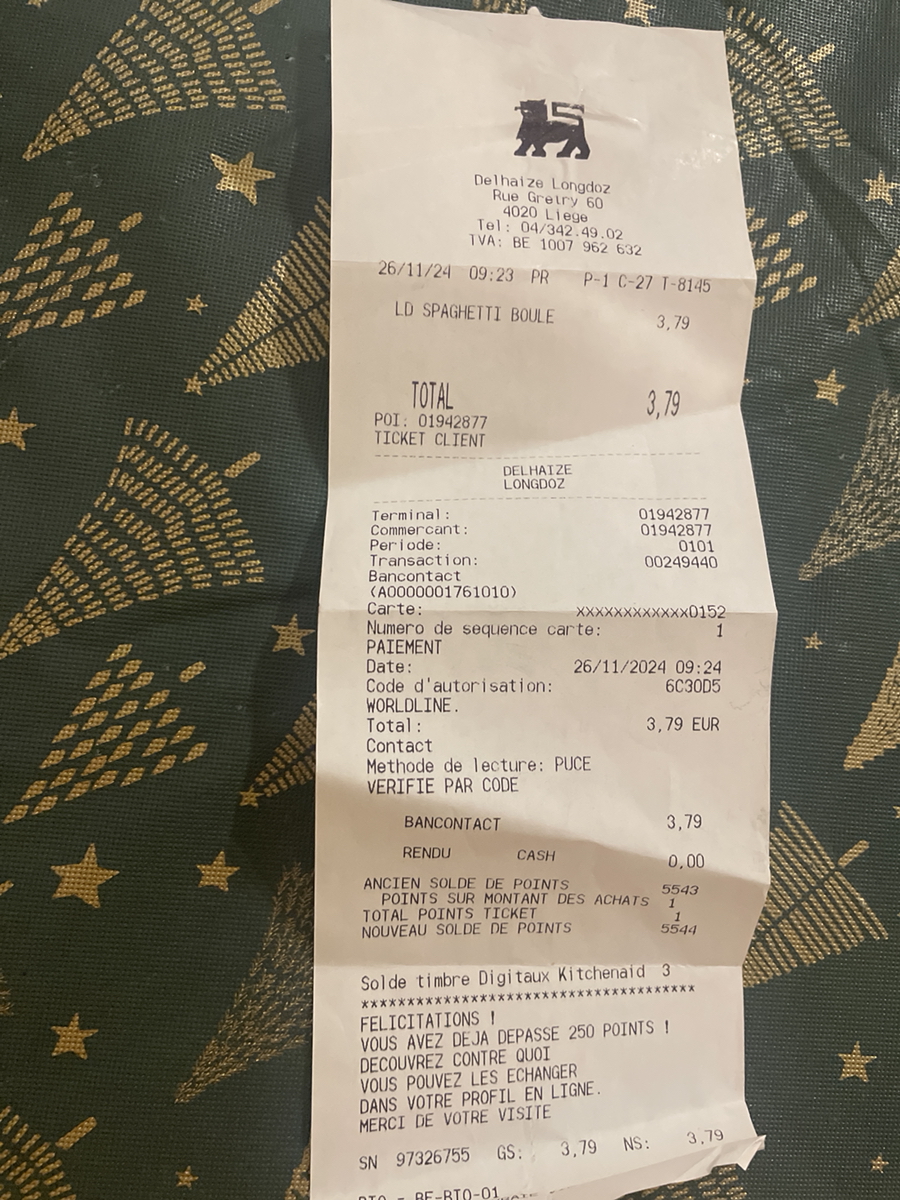 Delhaize Longdoz
Rue Gretry 60
4020 Liege
Tel: 04/342.49.02
TVA: BE 1007 962 632
26/11/24 09:23 PR P-1 C-27 T-8145
LD SPAGHETTI BOULE 3,79
TOTAL 3,79
POI: 01942877
TICKET CLIENT
DELHAIZE
LONGDOZ
Terminal: 01942877
Commercant: 01942877
Periode: 0101
Transaction: 00249440
Bancontact
(A0000001761010)
Carte: xxxxxxxxxxxx0152
Numero de sequence carte: 1
PAIEMENT
Date: 26/11/2024 09:24
Code d'autorisation: 6C30D5
WORLDLINE.
Total: 3,79 EUR
Contact
Methode de lecture: PUCE
VERIFIE PAR CODE
BANCONTACT 3,79
RENDU CASH 0,00
ANCIEN SOLDE DE POINTS 5543
POINTS SUR MONTANT DES ACHATS 1
TOTAL POINTS TICKET 1
NOUVEAU SOLDE DE POINTS 5544
Solde timbre Digitaux Kitchenaid 3
************************************
FELICITATIONS !
VOUS AVEZ DEJA DEPASSE 250 POINTS !
DECOUVREZ CONTRE QUOI
VOUS POUVEZ LES ECHANGER
DANS VOTRE PROFIL EN LIGNE.
MERCI DE VOTRE VISITE
SN 97326755 GS: 3,79 NS: 3,79